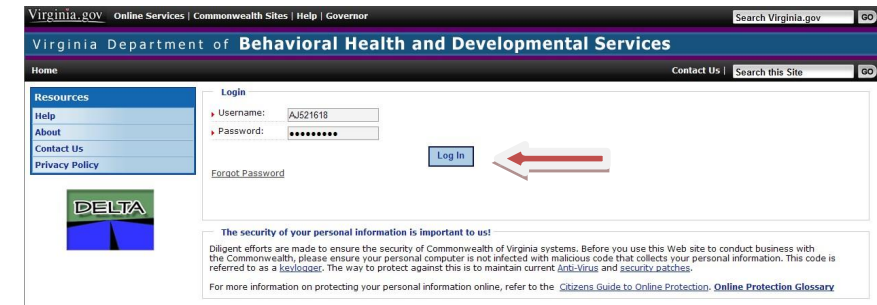 Virginia.gov Online Services | Commonwealth Sites | Help | Governor Search Virginia.gov GO
Virginia Department of Behavioral Health and Developmental Services
Home Contact Us | Search this Site GO
Resources
Help
About
Contact Us
Privacy Policy
DELTA
Login
Username: AJ521618
Password: •••••••••
Log In
Forgot Password
The security of your personal information is important to us!
Diligent efforts are made to ensure the security of Commonwealth of Virginia systems. Before you use this Web site to conduct business with
the Commonwealth, please ensure your personal computer is not infected with malicious code that collects your personal information. This code is
referred to as a keylogger. The way to protect against this is to maintain current Anti-Virus and security patches.
For more information on protecting your personal information online, refer to the Citizens Guide to Online Protection. Online Protection Glossary